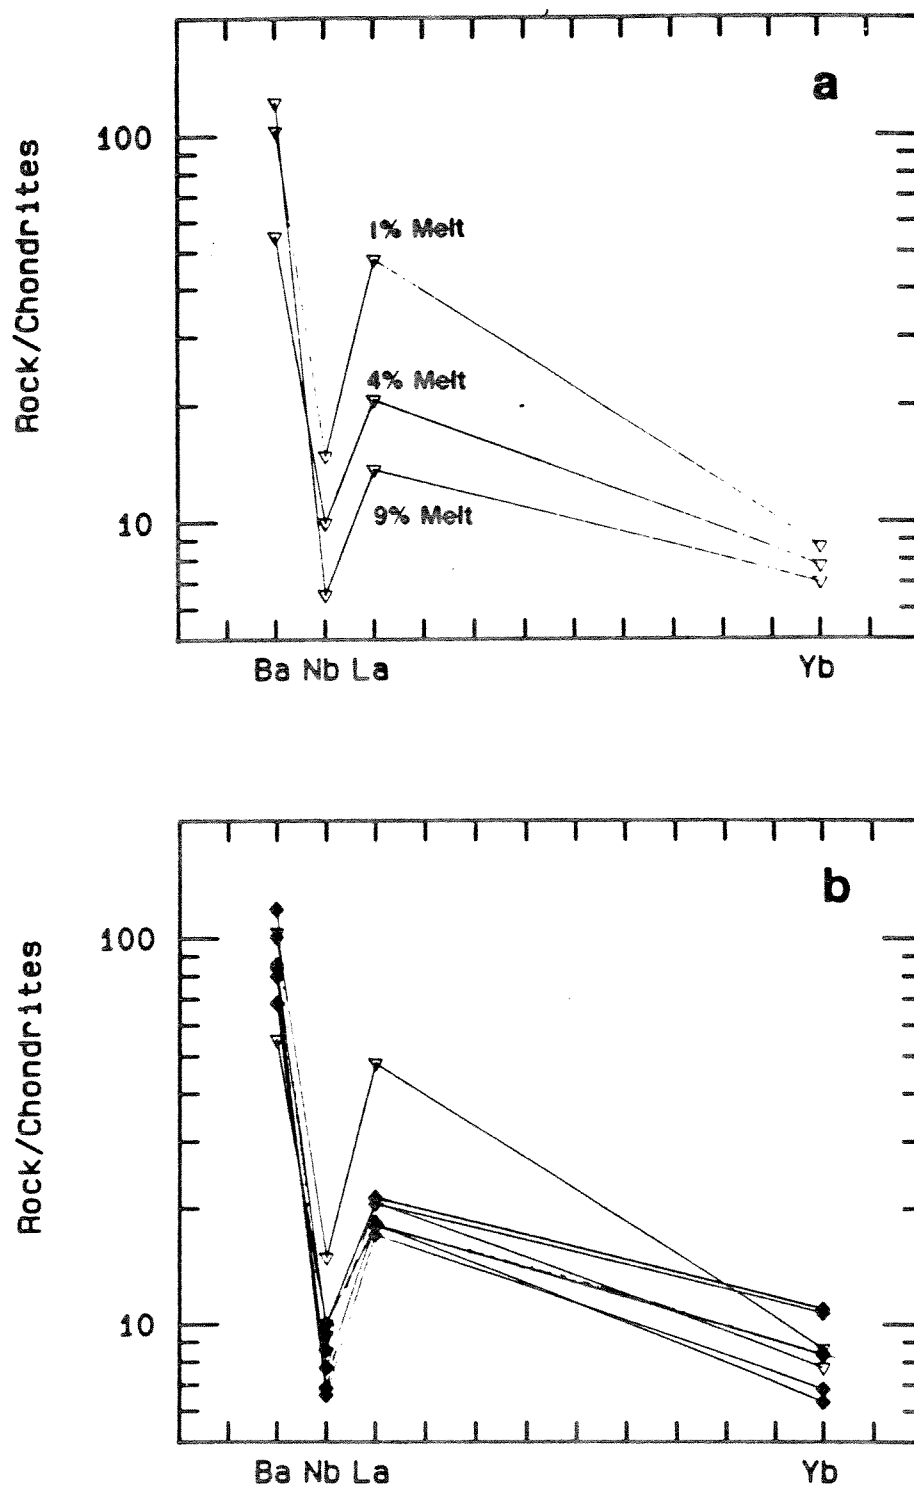 a
Rock/Chondrites
100
1% Melt
4% Melt
9% Melt
10
Ba Nb La Yb
b
Rock/Chondrites
100
10
Ba Nb La Yb